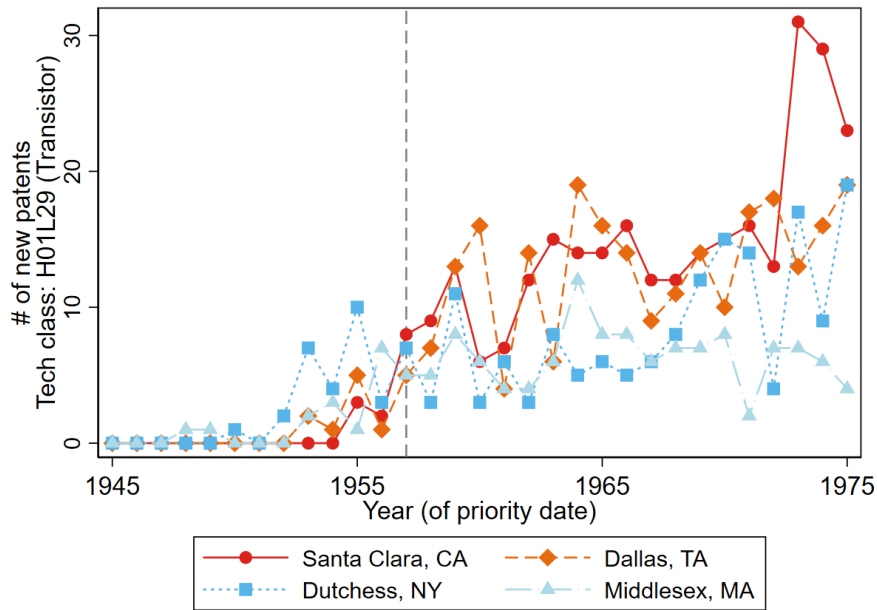 30
20
10
0
# of new patents
Tech class: H01L29 (Transistor)
1945 1955 1965 1975
Year (of priority date)
Santa Clara, CA Dallas, TA
Dutchess, NY Middlesex, MA